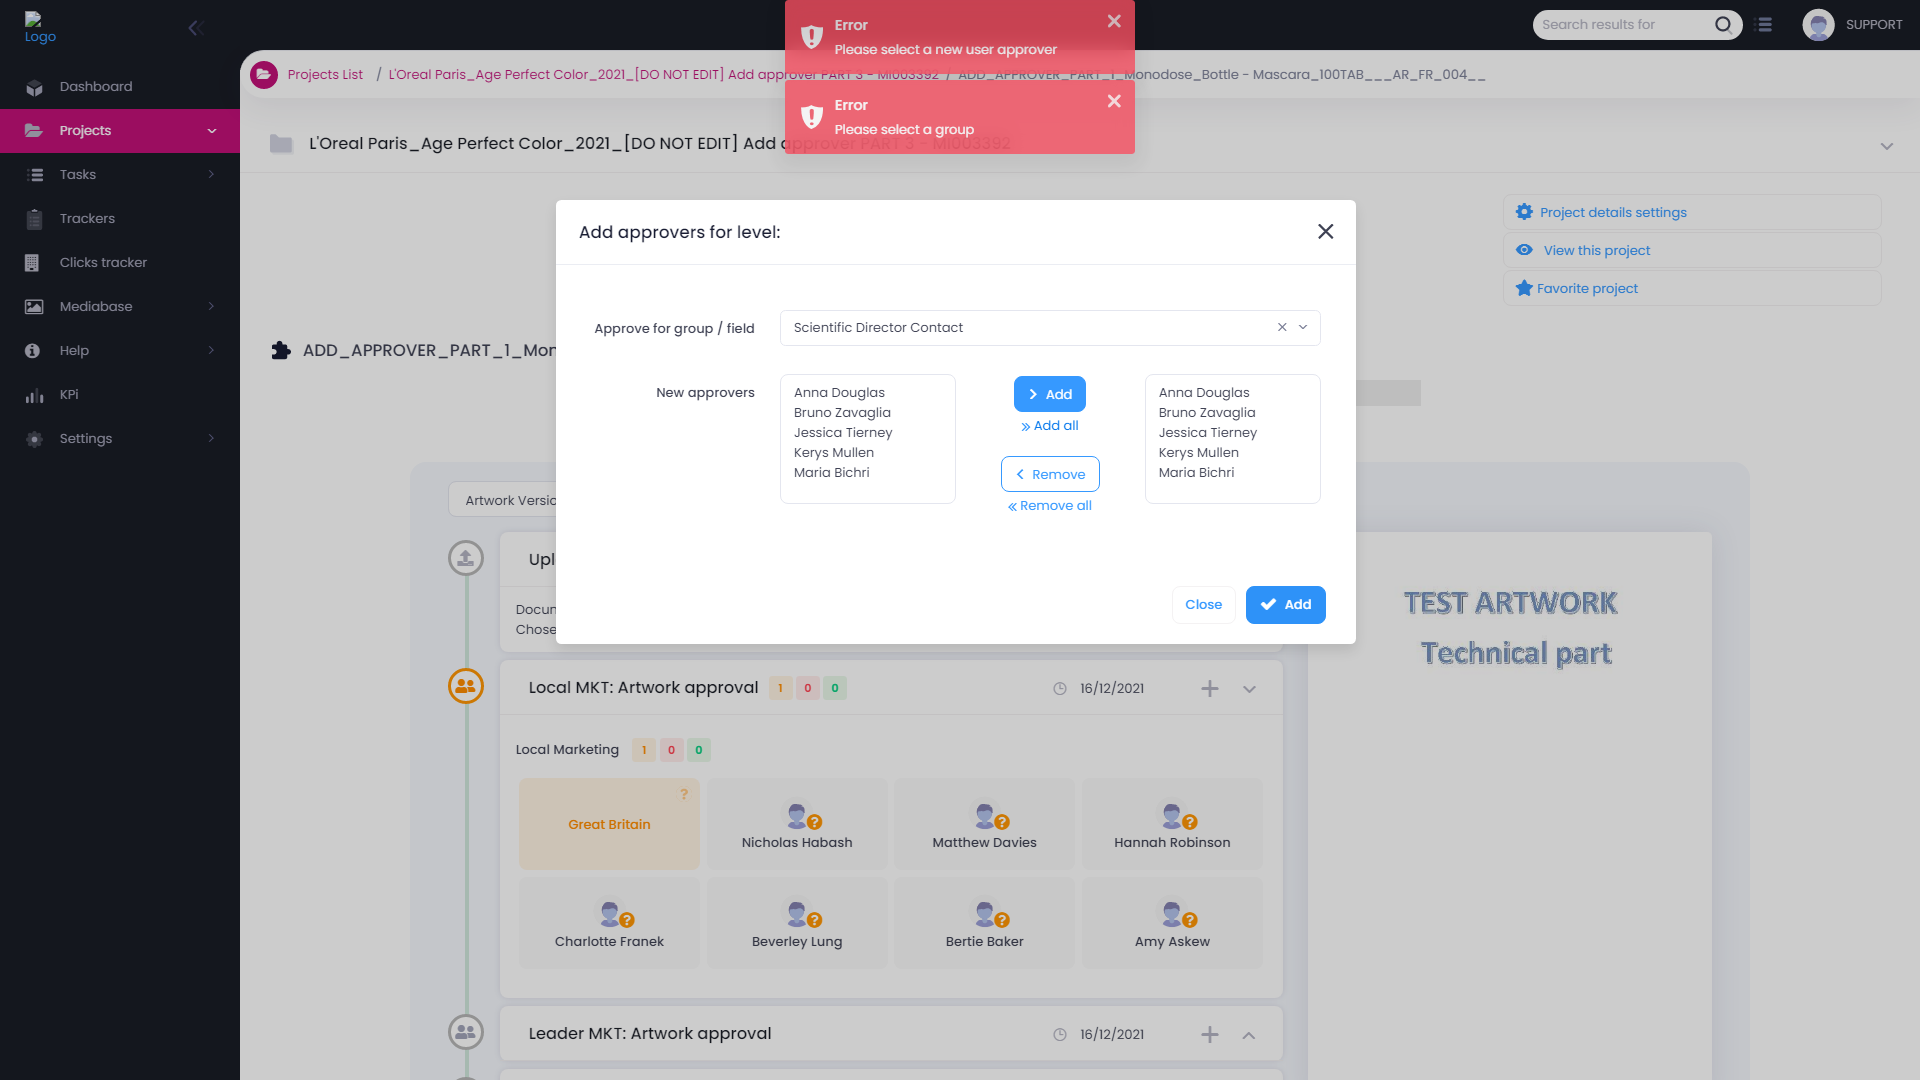 Logo
Dashboard
Projects
Tasks
Trackers
Clicks tracker
Mediabase
Help
KPi
Settings
Search results for
SUPPORT
Error
Please select a new user approver
Error
Please select a group
Projects List / L'Oreal Paris_Age Perfect Color_2021_[DO NOT EDIT] Add approver PART 3 - MI003392 / ADD_APPROVER_PART_1_Monodose_Bottle - Mascara_100TAB___AR_FR_004__
L'Oreal Paris_Age Perfect Color_2021_[DO NOT EDIT] Add approver PART 3 - MI003392
Project details settings
View this project
Favorite project
ADD_APPROVER_PART_1_Mon
Add approvers for level:
Approve for group / field
Scientific Director Contact
New approvers
Anna Douglas
Bruno Zavaglia
Jessica Tierney
Kerys Mullen
Maria Bichri
Add
Add all
Remove
Remove all
Anna Douglas
Bruno Zavaglia
Jessica Tierney
Kerys Mullen
Maria Bichri
Close
Add
Artwork Versio
Upl
Docun
Chose
Local MKT: Artwork approval 1 0 0 16/12/2021
Local Marketing 1 0 0
Great Britain ?
Nicholas Habash
Matthew Davies
Hannah Robinson
Charlotte Franek
Beverley Lung
Bertie Baker
Amy Askew
Leader MKT: Artwork approval 16/12/2021
TEST ARTWORK
Technical part